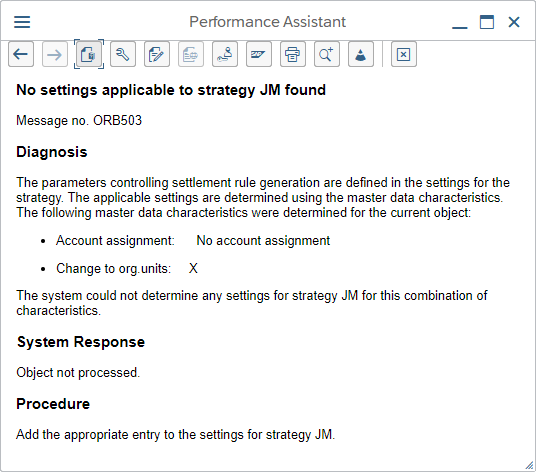 Performance Assistant
No settings applicable to strategy JM found
Message no. ORB503
Diagnosis
The parameters controlling settlement rule generation are defined in the settings for the
strategy. The applicable settings are determined using the master data characteristics.
The following master data characteristics were determined for the current object:
• Account assignment: No account assignment
• Change to org.units: X
The system could not determine any settings for strategy JM for this combination of
characteristics.
System Response
Object not processed.
Procedure
Add the appropriate entry to the settings for strategy JM.